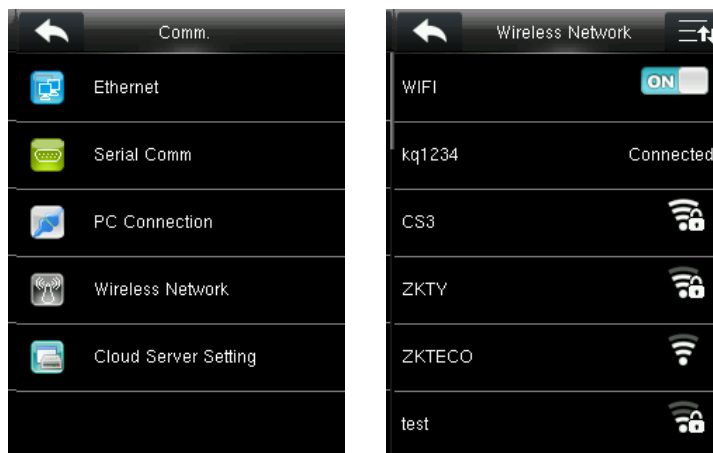 Comm.
Ethernet
Serial Comm
PC Connection
Wireless Network
Cloud Server Setting
Wireless Network
WIFI ON
kq1234 Connected
CS3
ZKTY
ZKTECO
test